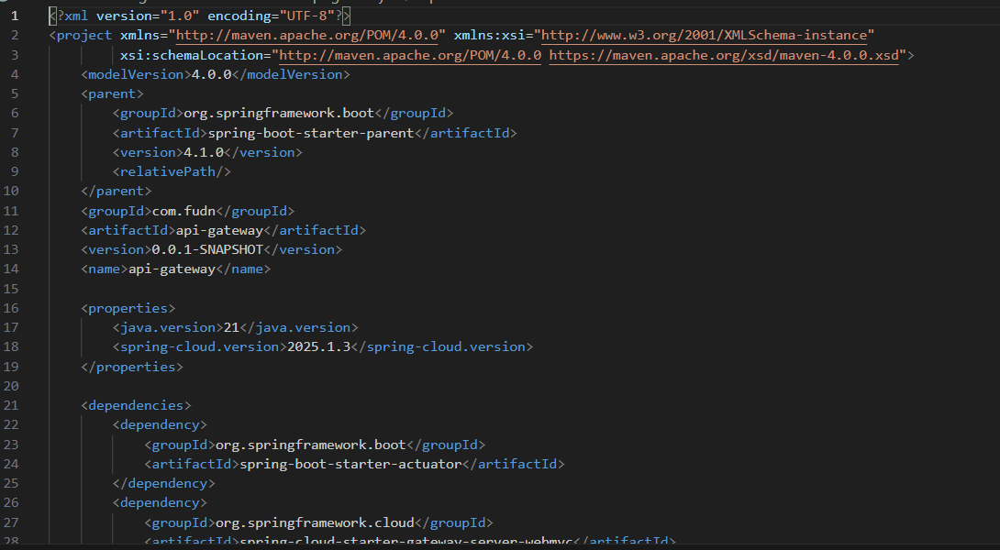 1 <?xml version="1.0" encoding="UTF-8"?>
2 <project xmlns="http://maven.apache.org/POM/4.0.0" xmlns:xsi="http://www.w3.org/2001/XMLSchema-instance"
3 xsi:schemaLocation="http://maven.apache.org/POM/4.0.0 https://maven.apache.org/xsd/maven-4.0.0.xsd">
4 <modelVersion>4.0.0</modelVersion>
5 <parent>
6 <groupId>org.springframework.boot</groupId>
7 <artifactId>spring-boot-starter-parent</artifactId>
8 <version>4.1.0</version>
9 <relativePath/>
10 </parent>
11 <groupId>com.fudn</groupId>
12 <artifactId>api-gateway</artifactId>
13 <version>0.0.1-SNAPSHOT</version>
14 <name>api-gateway</name>
15
16 <properties>
17 <java.version>21</java.version>
18 <spring-cloud.version>2025.1.3</spring-cloud.version>
19 </properties>
20
21 <dependencies>
22 <dependency>
23 <groupId>org.springframework.boot</groupId>
24 <artifactId>spring-boot-starter-actuator</artifactId>
25 </dependency>
26 <dependency>
27 <groupId>org.springframework.cloud</groupId>
28 <artifactId>spring-cloud-starter-gateway-server-webmvc</artifactId>